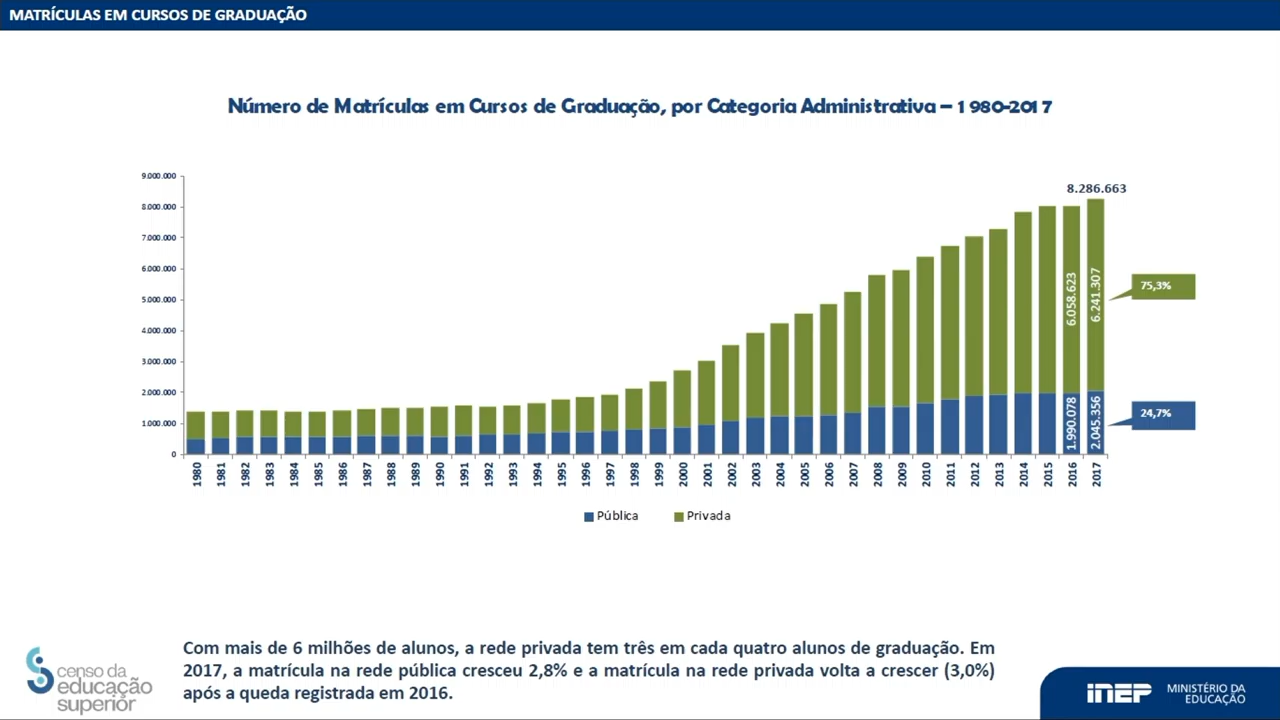 MATRÍCULAS EM CURSOS DE GRADUAÇÃO
Número de Matrículas em Cursos de Graduação, por Categoria Administrativa – 1980-2017
9.000.000
8.000.000
7.000.000
6.000.000
5.000.000
4.000.000
3.000.000
2.000.000
1.000.000
0
8.286.663
6.058.623
6.241.307
75,3%
1.990.078
2.045.356
24,7%
1980 1981 1982 1983 1984 1985 1986 1987 1988 1989 1990 1991 1992 1993 1994 1995 1996 1997 1998 1999 2000 2001 2002 2003 2004 2005 2006 2007 2008 2009 2010 2011 2012 2013 2014 2015 2016 2017
Pública Privada
Com mais de 6 milhões de alunos, a rede privada tem três em cada quatro alunos de graduação. Em
2017, a matrícula na rede pública cresceu 2,8% e a matrícula na rede privada volta a crescer (3,0%)
após a queda registrada em 2016.
censo da
educação
superior
INEP
MINISTÉRIO DA
EDUCAÇÃO